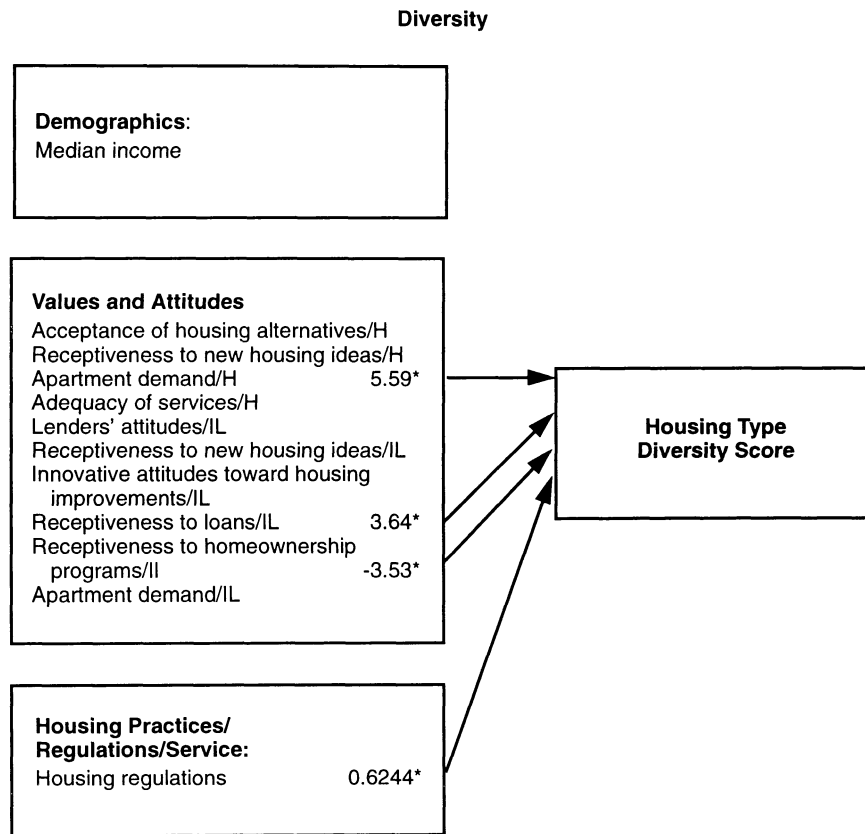 Diversity
Demographics:
Median income
Values and Attitudes
Acceptance of housing alternatives/H
Receptiveness to new housing ideas/H
Apartment demand/H 5.59*
Adequacy of services/H
Lenders' attitudes/IL
Receptiveness to new housing ideas/IL
Innovative attitudes toward housing
improvements/IL
Receptiveness to loans/IL 3.64*
Receptiveness to homeownership
programs/Il -3.53*
Apartment demand/IL
Housing Type
Diversity Score
Housing Practices/
Regulations/Service:
Housing regulations 0.6244*